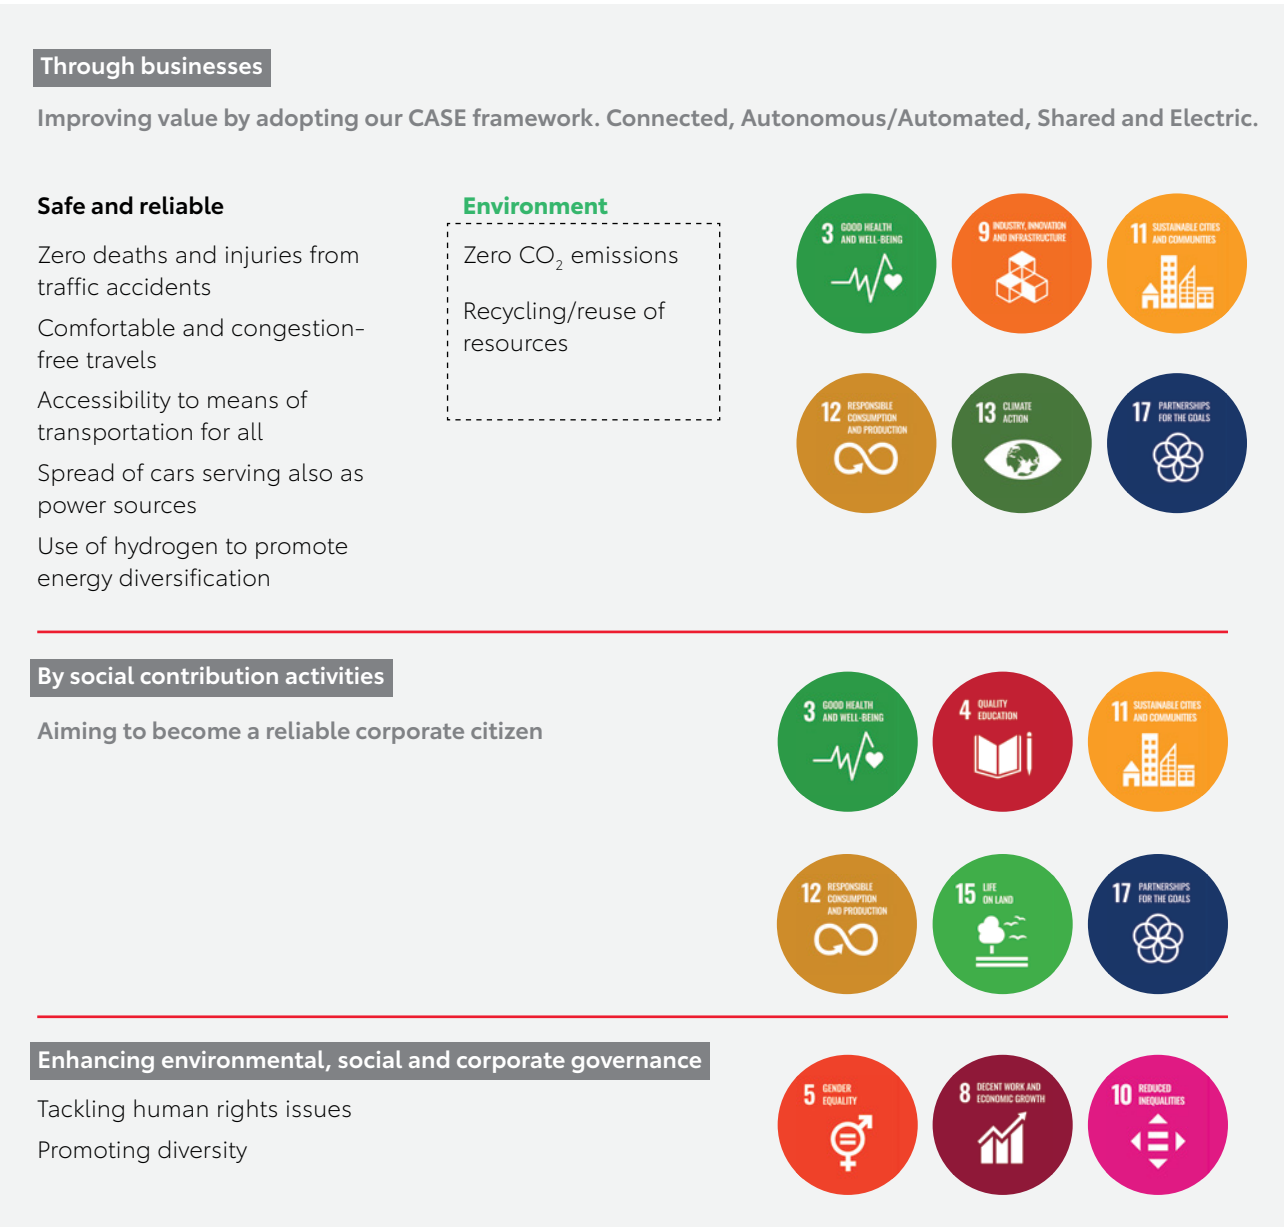 Through businesses
Improving value by adopting our CASE framework. Connected, Autonomous/Automated, Shared and Electric.
Safe and reliable
Zero deaths and injuries from
traffic accidents
Comfortable and congestion-
free travels
Accessibility to means of
transportation for all
Spread of cars serving also as
power sources
Use of hydrogen to promote
energy diversification
Environment
Zero CO₂ emissions
Recycling/reuse of
resources
3 GOOD HEALTH
AND WELL-BEING
9 INDUSTRY, INNOVATION
AND INFRASTRUCTURE
11 SUSTAINABLE CITIES
AND COMMUNITIES
12 RESPONSIBLE
CONSUMPTION
AND PRODUCTION
13 CLIMATE
ACTION
17 PARTNERSHIPS
FOR THE GOALS
By social contribution activities
Aiming to become a reliable corporate citizen
3 GOOD HEALTH
AND WELL-BEING
4 QUALITY
EDUCATION
11 SUSTAINABLE CITIES
AND COMMUNITIES
12 RESPONSIBLE
CONSUMPTION
AND PRODUCTION
15 LIFE
ON LAND
17 PARTNERSHIPS
FOR THE GOALS
Enhancing environmental, social and corporate governance
Tackling human rights issues
Promoting diversity
5 GENDER
EQUALITY
8 DECENT WORK AND
ECONOMIC GROWTH
10 REDUCED
INEQUALITIES